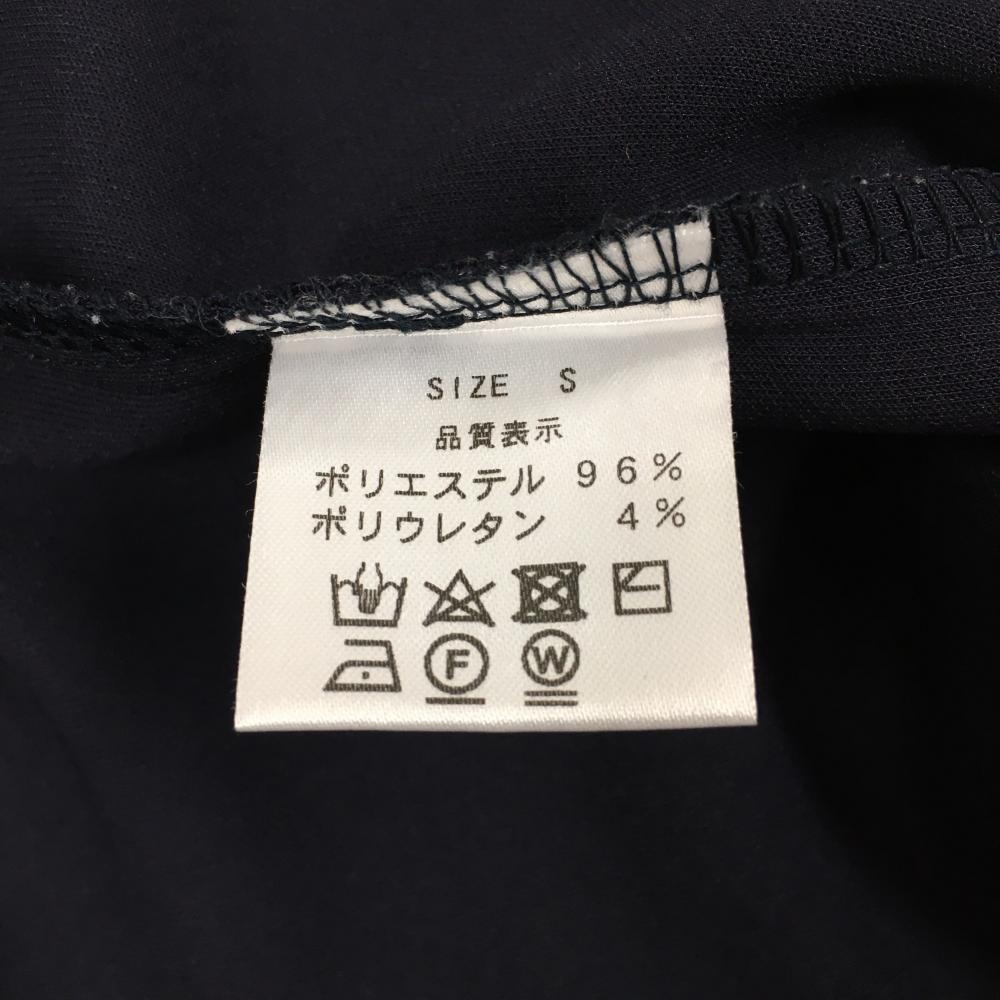 SIZE S
品質表示
ポリエステル 96%
ポリウレタン 4%
F
W